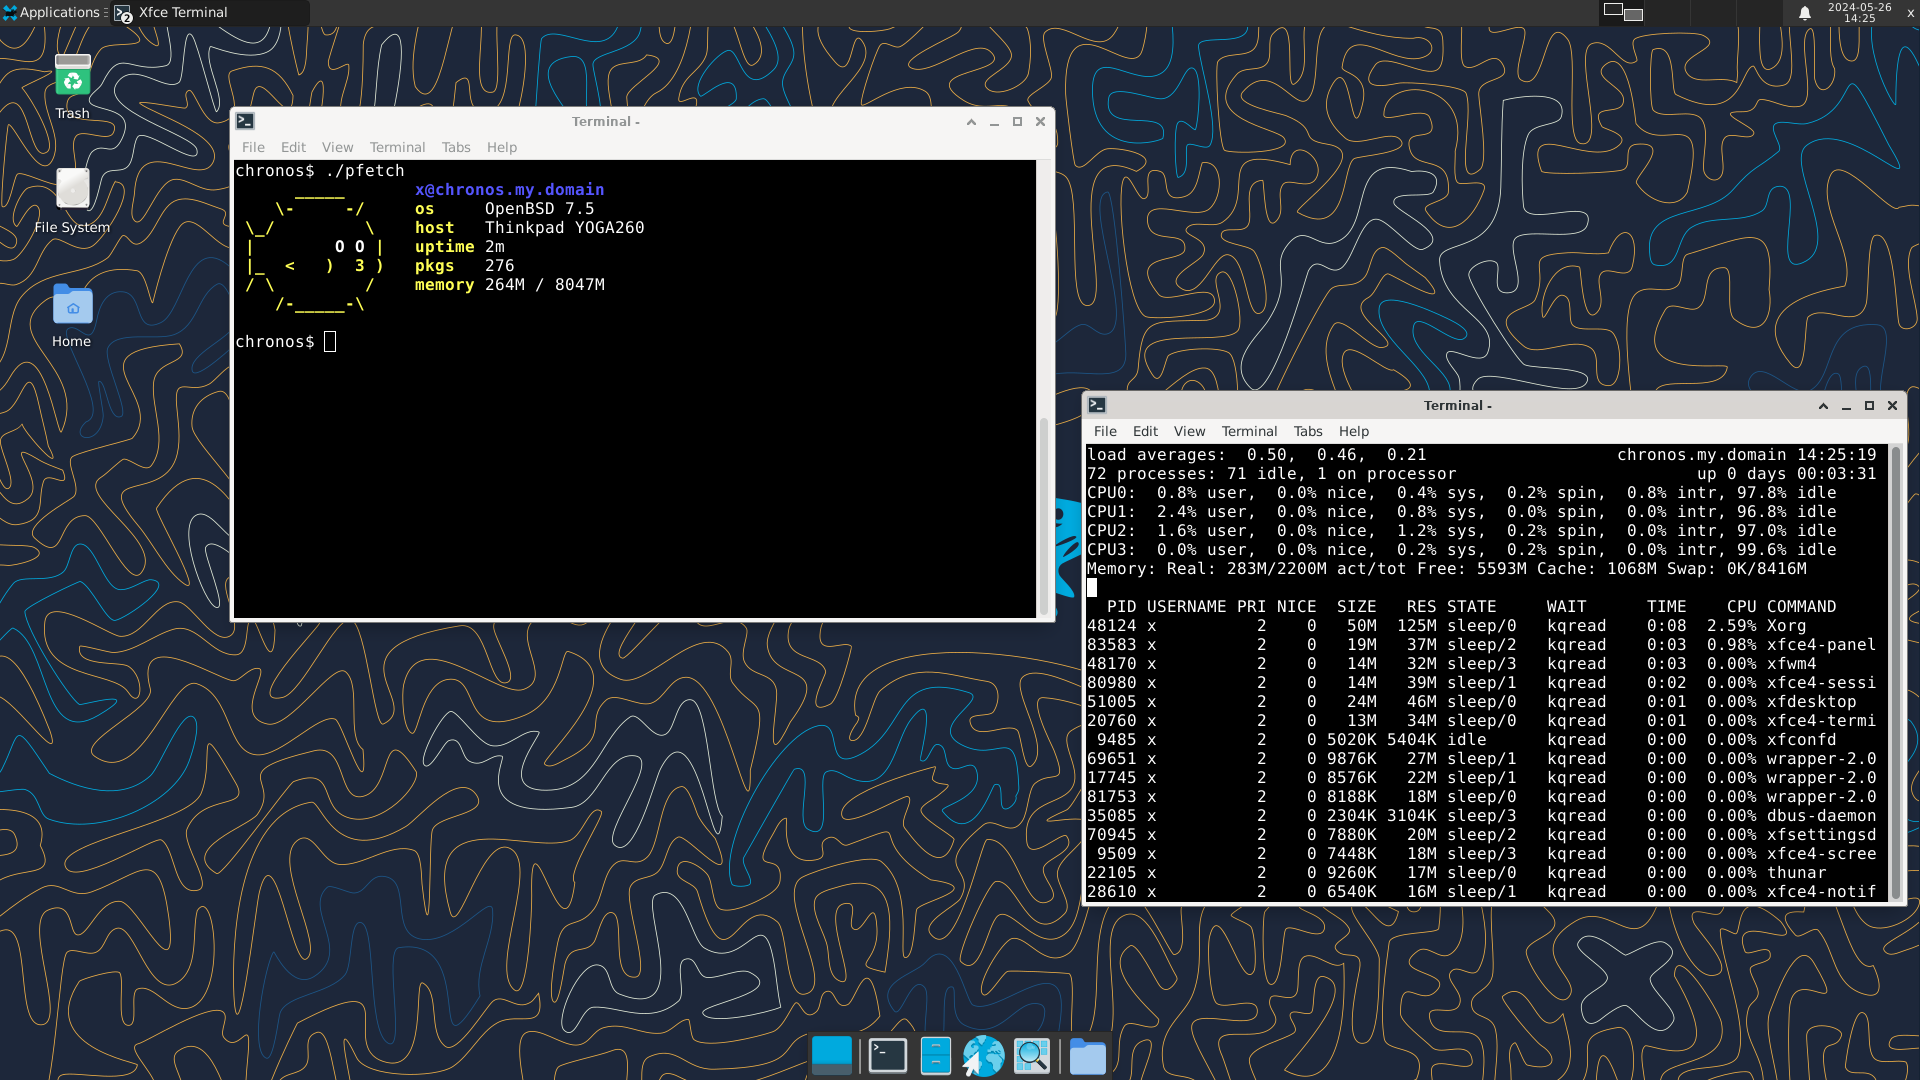 Applications
Xfce Terminal
2024-05-26
14:25
x
Trash
File System
Home
Terminal -
File Edit View Terminal Tabs Help
chronos$ ./pfetch
      _____       x@chronos.my.domain
    \-     -/     os     OpenBSD 7.5
 \_/         \    host   Thinkpad YOGA260
 |        O O |   uptime 2m
 |_  <   )  3 )   pkgs   276
 / \         /    memory 264M / 8047M
    /-_____-\
chronos$
Terminal -
File Edit View Terminal Tabs Help
load averages:  0.50,  0.46,  0.21                   chronos.my.domain 14:25:19
72 processes: 71 idle, 1 on processor                        up 0 days 00:03:31
CPU0:  0.8% user,  0.0% nice,  0.4% sys,  0.2% spin,  0.8% intr, 97.8% idle
CPU1:  2.4% user,  0.0% nice,  0.8% sys,  0.2% spin,  0.0% intr, 96.8% idle
CPU2:  1.6% user,  0.0% nice,  1.2% sys,  0.2% spin,  0.0% intr, 97.0% idle
CPU3:  0.0% user,  0.0% nice,  0.2% sys,  0.2% spin,  0.0% intr, 99.6% idle
Memory: Real: 283M/2200M act/tot Free: 5593M Cache: 1068M Swap: 0K/8416M
  PID USERNAME PRI NICE  SIZE   RES STATE     WAIT      TIME    CPU COMMAND
48124 x          2    0   50M  125M sleep/0   kqread    0:08  2.59% Xorg
83583 x          2    0   19M   37M sleep/2   kqread    0:03  0.98% xfce4-panel
48170 x          2    0   14M   32M sleep/3   kqread    0:03  0.00% xfwm4
80980 x          2    0   14M   39M sleep/1   kqread    0:02  0.00% xfce4-sessi
51005 x          2    0   24M   46M sleep/0   kqread    0:01  0.00% xfdesktop
20760 x          2    0   13M   34M sleep/0   kqread    0:01  0.00% xfce4-termi
 9485 x          2    0 5020K 5404K idle      kqread    0:00  0.00% xfconfd
69651 x          2    0 9876K   27M sleep/1   kqread    0:00  0.00% wrapper-2.0
17745 x          2    0 8576K   22M sleep/1   kqread    0:00  0.00% wrapper-2.0
81753 x          2    0 8188K   18M sleep/0   kqread    0:00  0.00% wrapper-2.0
35085 x          2    0 2304K 3104K sleep/3   kqread    0:00  0.00% dbus-daemon
70945 x          2    0 7880K   20M sleep/2   kqread    0:00  0.00% xfsettingsd
 9509 x          2    0 7448K   18M sleep/3   kqread    0:00  0.00% xfce4-scree
22105 x          2    0 9260K   17M sleep/0   kqread    0:00  0.00% thunar
28610 x          2    0 6540K   16M sleep/1   kqread    0:00  0.00% xfce4-notif